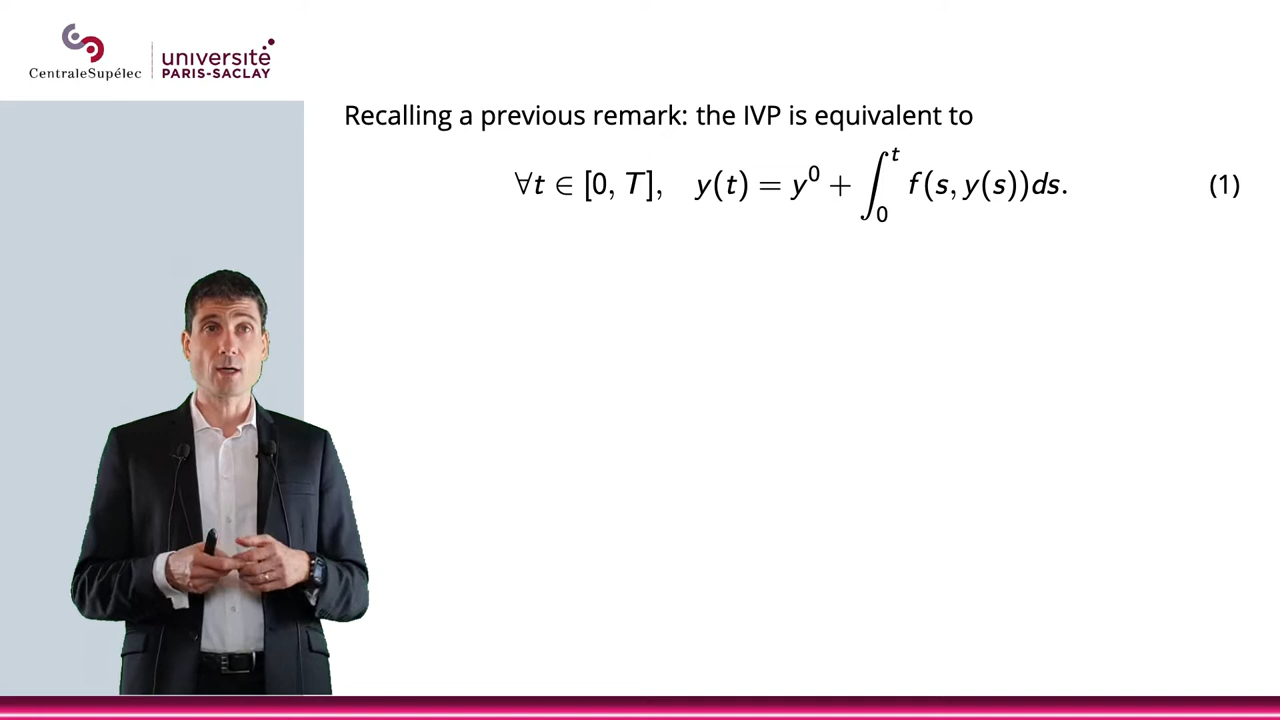 CentraleSupélec
université
PARIS-SACLAY
Recalling a previous remark: the IVP is equivalent to
∀t ∈ [0, T], y(t) = y⁰ + ∫₀ᵗ f(s, y(s))ds. (1)